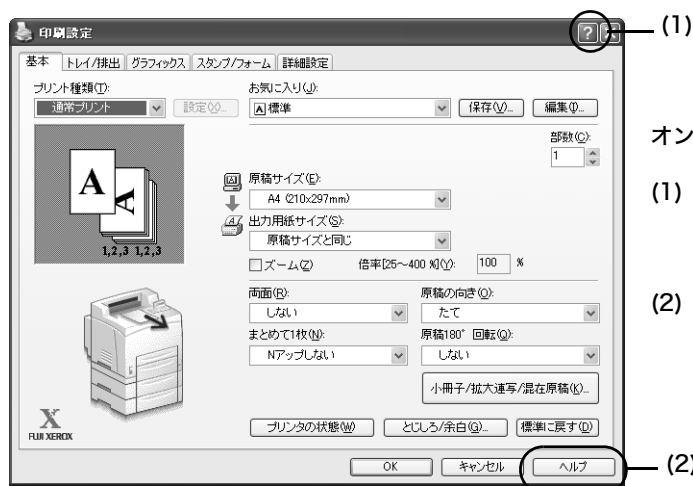 印刷設定
?
(1)
基本 トレイ/排出 グラフィックス スタンプ/フォーム 詳細設定
プリント種類(T):
通常プリント
設定(X)...
お気に入り(J):
A 標準
保存(V)...
編集(I)...
部数(C):
1
A A
1,2,3 1,2,3
原稿サイズ(E):
A4 (210x297mm)
出力用紙サイズ(S):
原稿サイズと同じ
ズーム(Z) 倍率[25～400 %](Y): 100 %
両面(R):
しない
原稿の向き(O):
たて
まとめて1枚(N):
Nアップしない
原稿180° 回転(Q):
しない
小冊子/拡大連写/混在原稿(K)...
X
FUJI XEROX
プリンタの状態(W) とじしろ/余白(G)... 標準に戻す(D)
OK キャンセル ヘルプ
(2)
オン
(1)
(2)